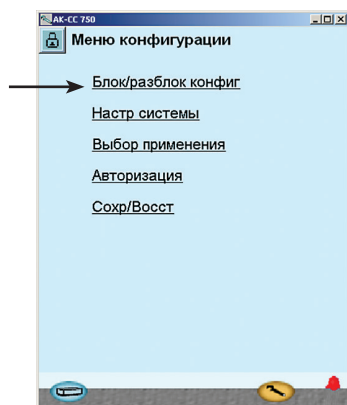 AK-CC 750
Меню конфигурации
Блок/разблок конфиг
Настр системы
Выбор применения
Авторизация
Сохр/Восст